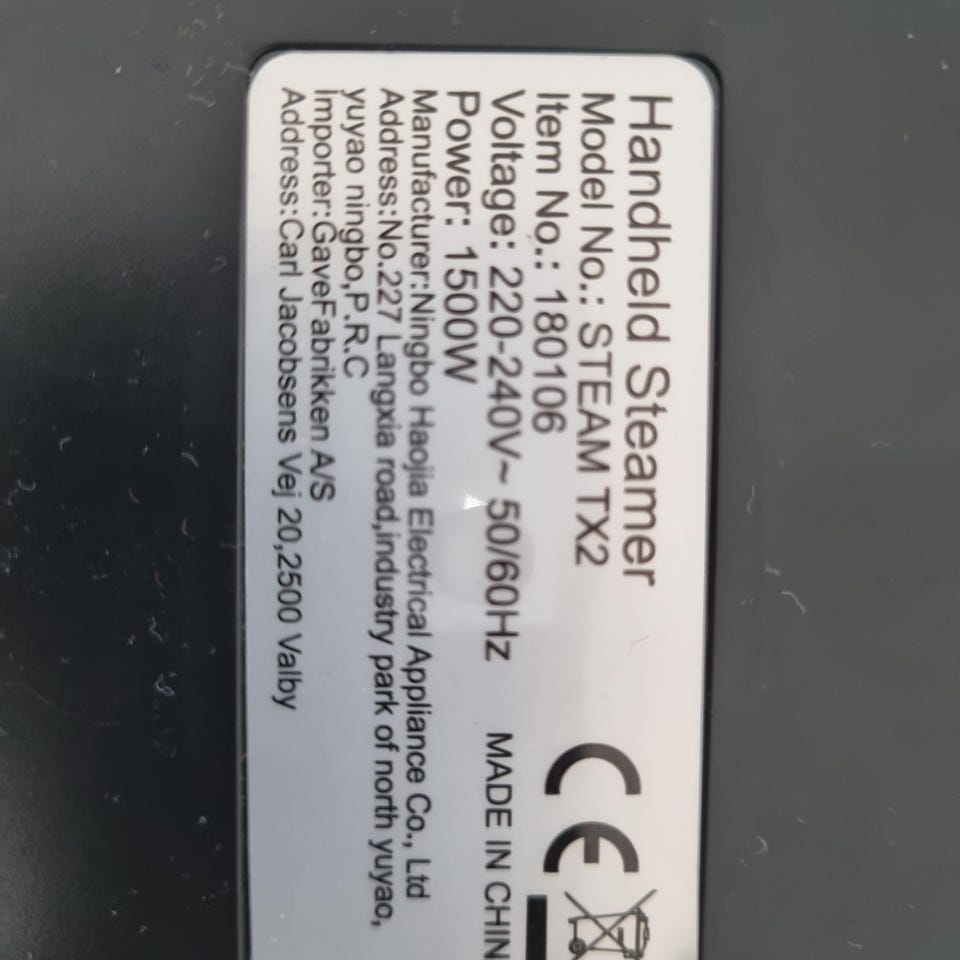 Handheld Steamer
Model No.: STEAM TX2
Item No.: 180106
Voltage: 220-240V~ 50/60Hz MADE IN CHIN
Power: 1500W
Manufacturer:Ningbo Haojia Electrical Appliance Co., Ltd
Address:No.227 Langxia road,industry park of north yuyao,
yuyao ningbo,P.R.C
Importer:GaveFabrikken A/S
Address:Carl Jacobsens Vej 20,2500 Valby
CE